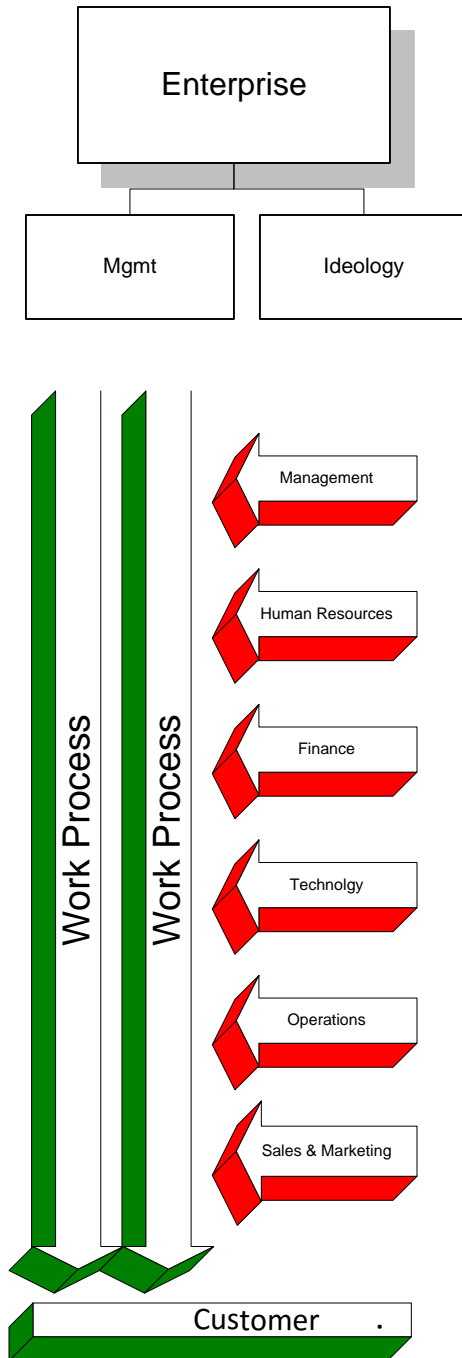 Enterprise
Mgmt
Ideology
Work Process
Work Process
Management
Human Resources
Finance
Technolgy
Operations
Sales & Marketing
Customer .